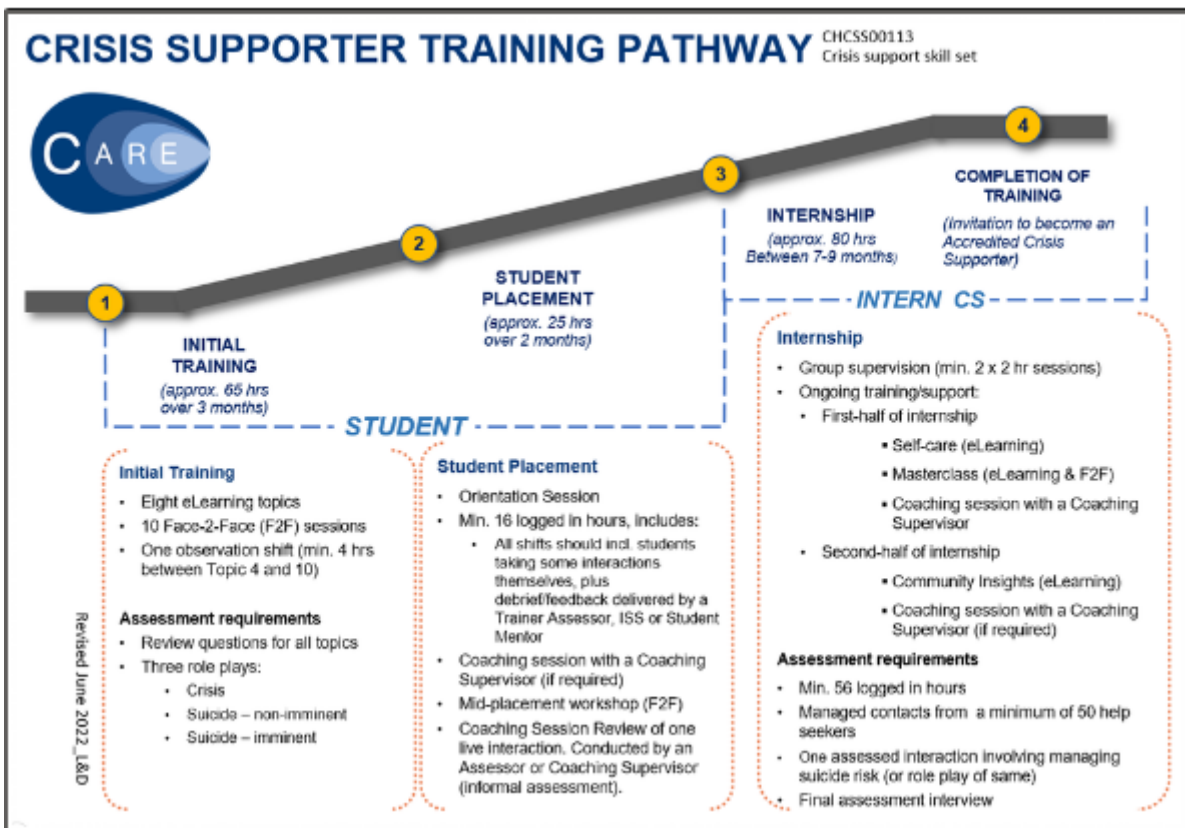 CRISIS SUPPORTER TRAINING PATHWAY
CHCSS00113
Crisis support skill set
C A R E
1
2
3
4
INITIAL
TRAINING
(approx. 65 hrs
over 3 months)
STUDENT
PLACEMENT
(approx. 25 hrs
over 2 months)
INTERNSHIP
(approx. 80 hrs
Between 7-9 months)
COMPLETION OF
TRAINING
(Invitation to become an
Accredited Crisis
Supporter)
STUDENT
INTERN CS
Initial Training
• Eight eLearning topics
• 10 Face-2-Face (F2F) sessions
• One observation shift (min. 4 hrs
between Topic 4 and 10)
Assessment requirements
• Review questions for all topics
• Three role plays:
• Crisis
• Suicide – non-imminent
• Suicide – imminent
Student Placement
• Orientation Session
• Min. 16 logged in hours, Includes:
• All shifts should incl. students
taking some interactions
themselves, plus
debrief/feedback delivered by a
Trainer Assessor, ISS or Student
Mentor
• Coaching session with a Coaching
Supervisor (if required)
• Mid-placement workshop (F2F)
• Coaching Session Review of one
live interaction. Conducted by an
Assessor or Coaching Supervisor
(informal assessment).
Internship
• Group supervision (min. 2 x 2 hr sessions)
• Ongoing training/support:
• First-half of internship
▪ Self-care (eLearning)
▪ Masterclass (eLearning & F2F)
▪ Coaching session with a Coaching
Supervisor
• Second-half of internship
▪ Community Insights (eLearning)
▪ Coaching session with a Coaching
Supervisor (if required)
Assessment requirements
• Min. 56 logged in hours
• Managed contacts from a minimum of 50 help
seekers
• One assessed interaction involving managing
suicide risk (or role play of same)
• Final assessment interview
Revised June 2022_L&D